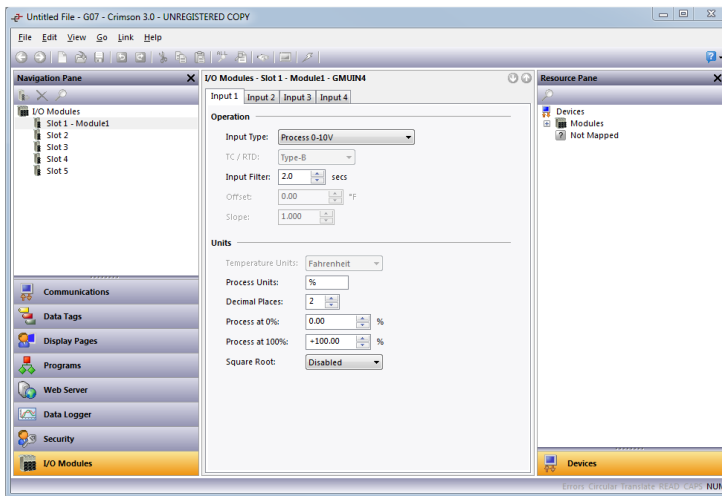 Untitled File - G07 - Crimson 3.0 - UNREGISTERED COPY
File Edit View Go Link Help
Navigation Pane
I/O Modules
Slot 1 - Module1
Slot 2
Slot 3
Slot 4
Slot 5
Communications
Data Tags
Display Pages
Programs
Web Server
Data Logger
Security
I/O Modules
I/O Modules - Slot 1 - Module1 - GMUIN4
Input 1 Input 2 Input 3 Input 4
Operation
Input Type: Process 0-10V
TC / RTD: Type-B
Input Filter: 2.0 secs
Offset: 0.00 °F
Slope: 1.000
Units
Temperature Units: Fahrenheit
Process Units: %
Decimal Places: 2
Process at 0%: 0.00 %
Process at 100%: +100.00 %
Square Root: Disabled
Resource Pane
Devices
Modules
Not Mapped
Devices
Errors Circular Translate READ CAPS NUM